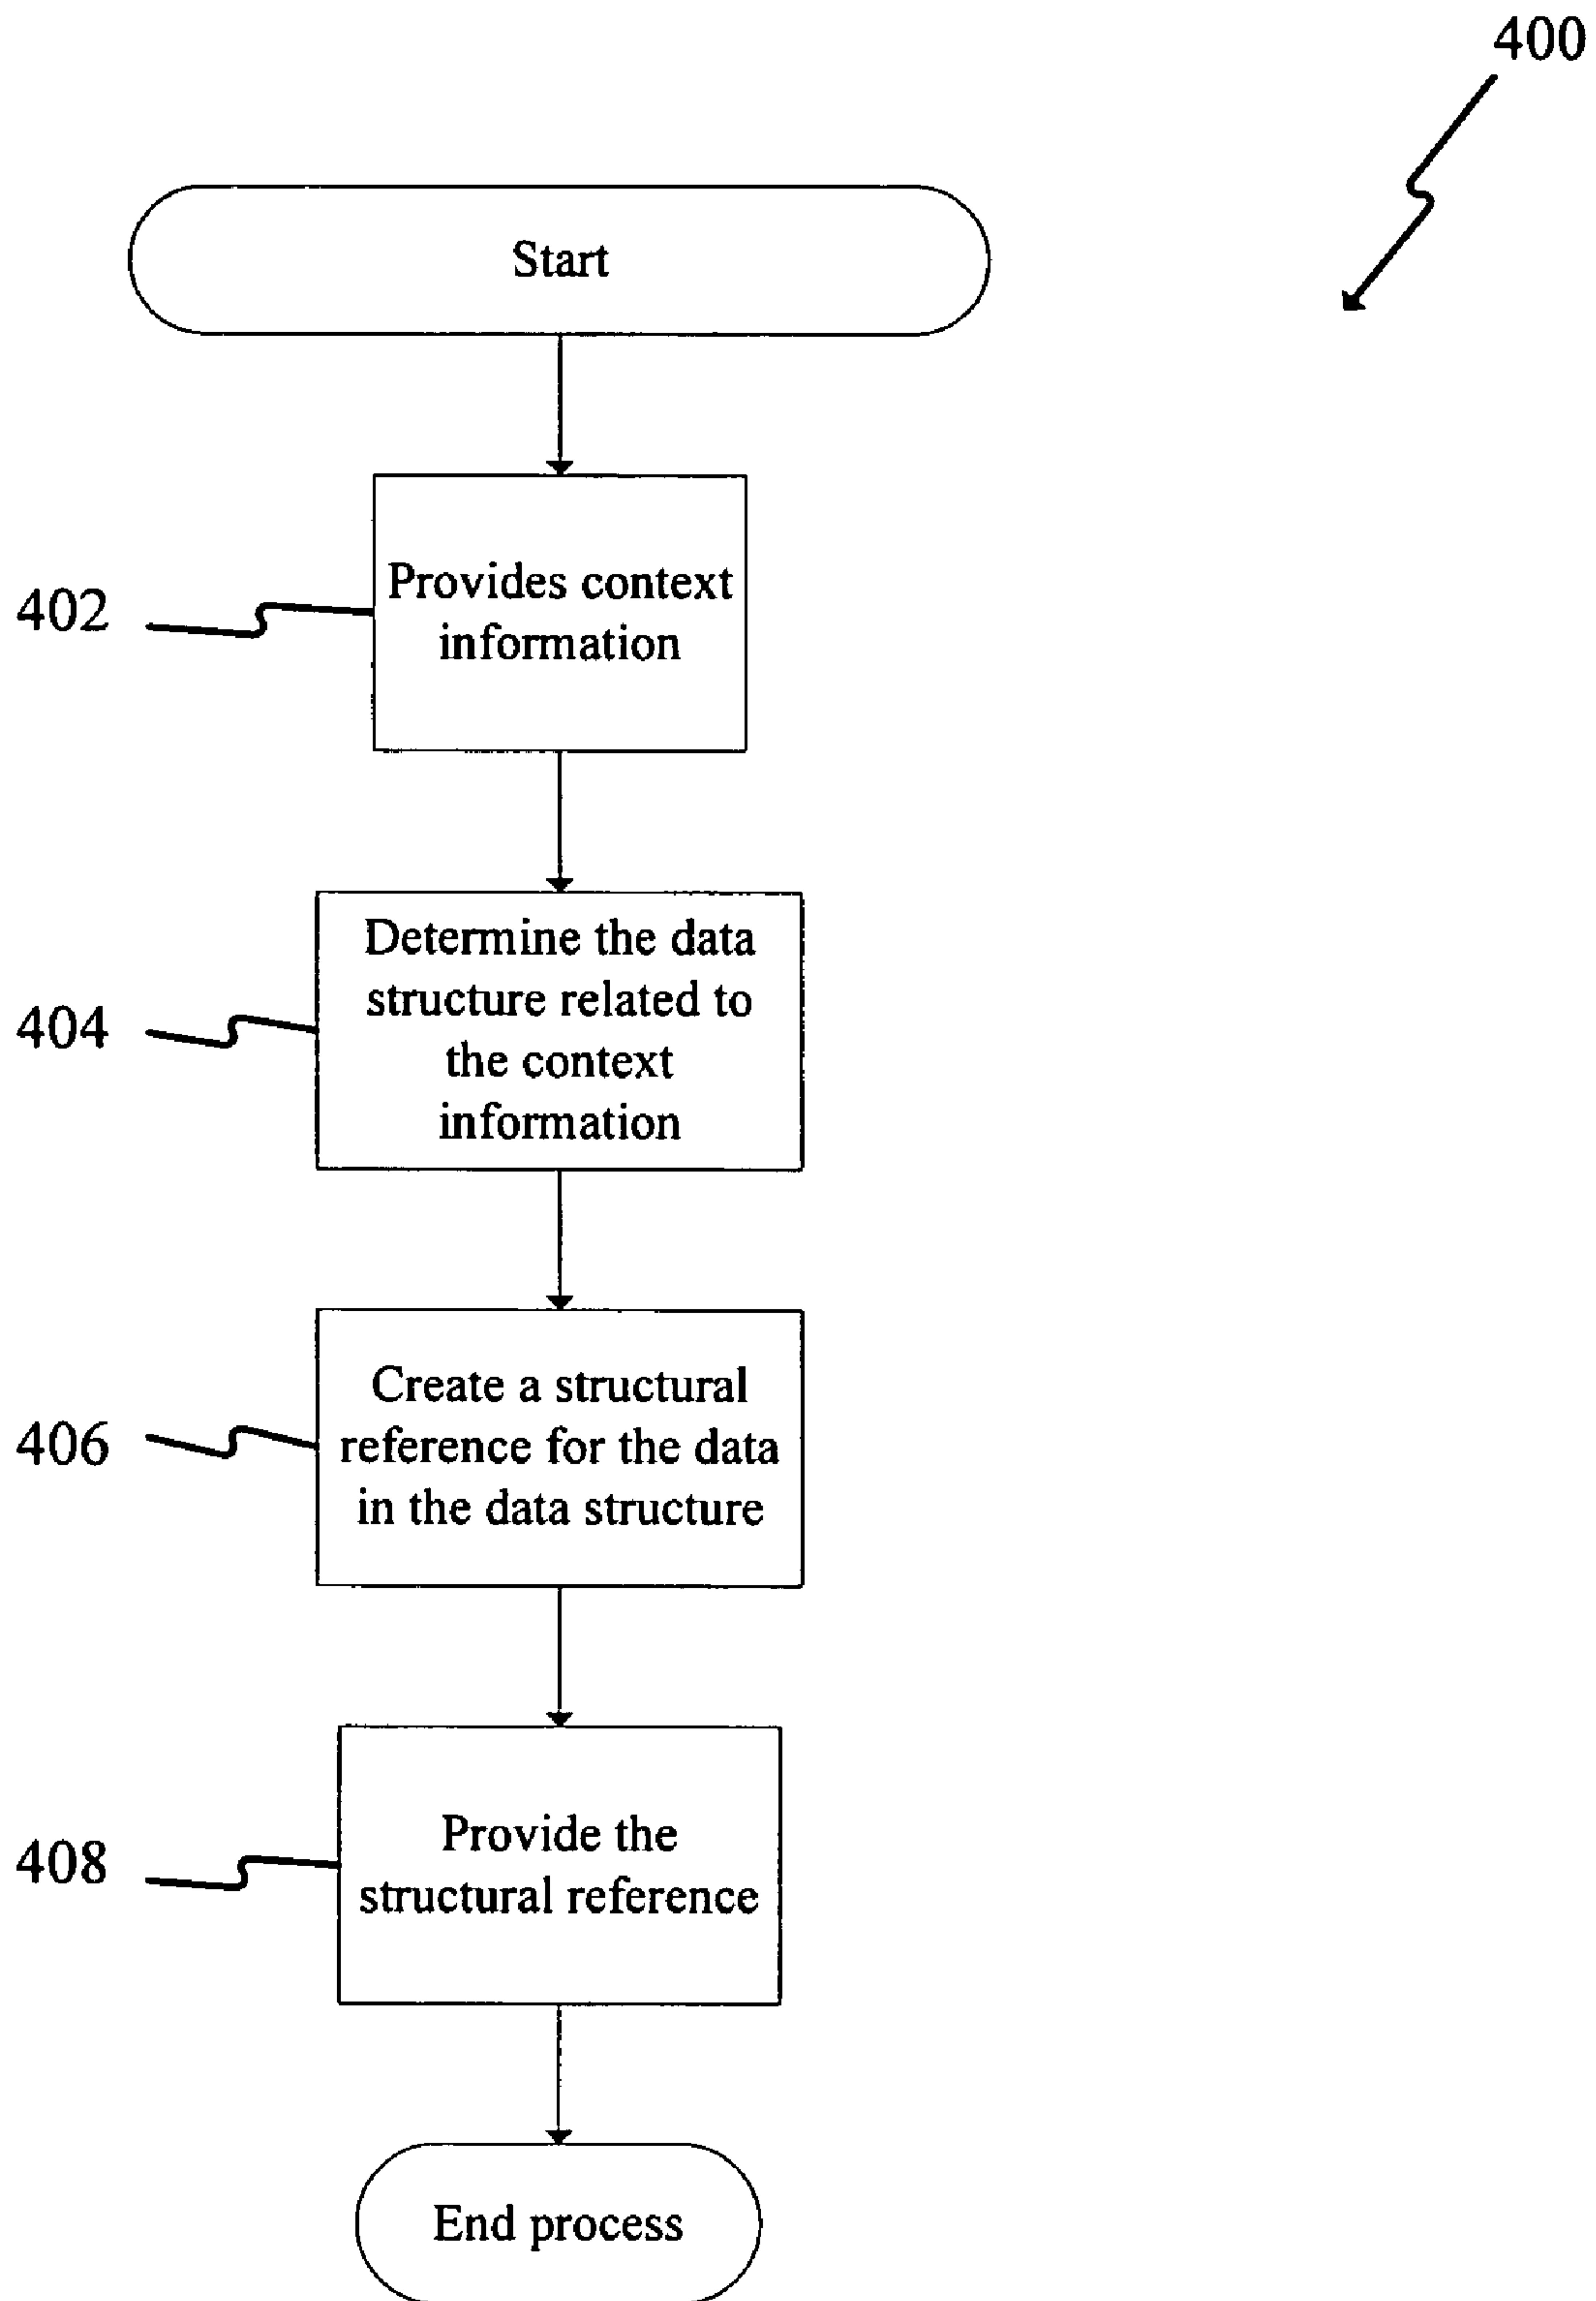 400
Start
402
Provides context
information
404
Determine the data
structure related to
the context
information
406
Create a structural
reference for the data
in the data structure
408
Provide the
structural reference
End process